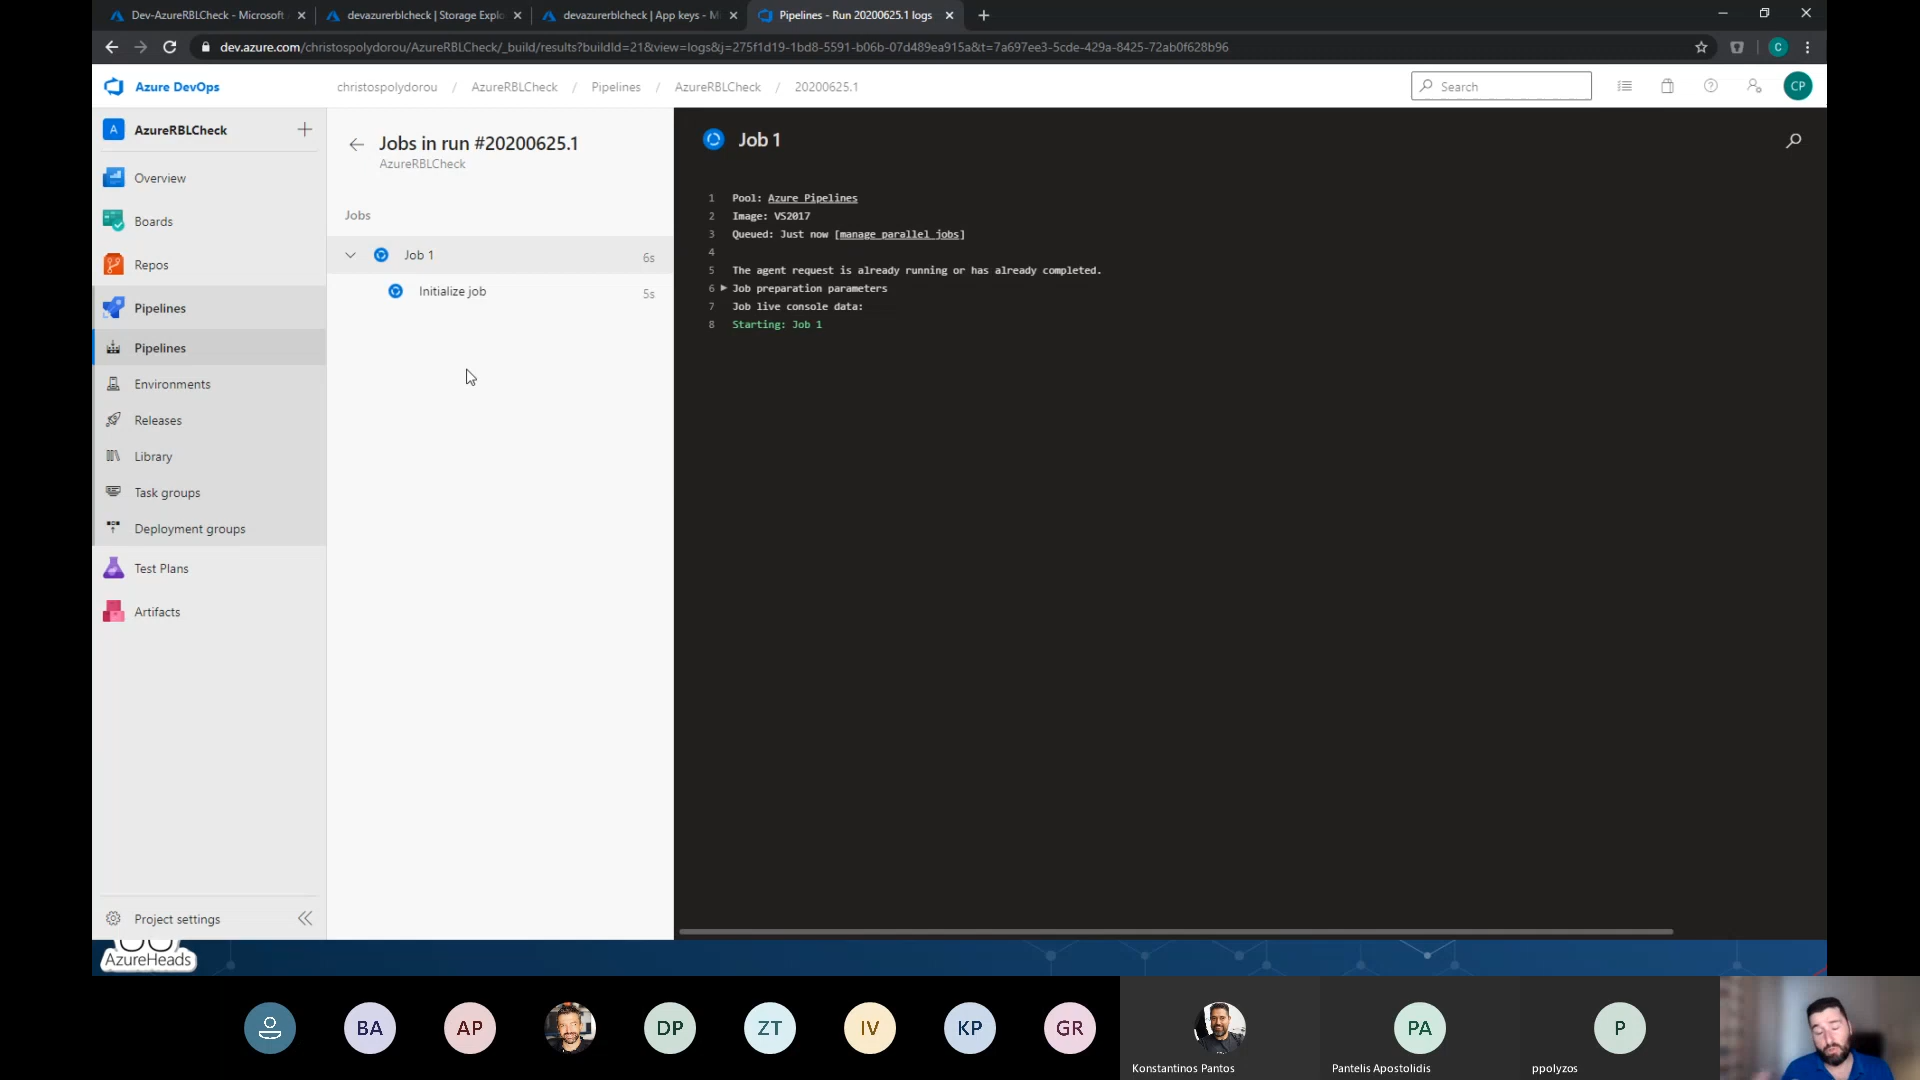 Dev-AzureRBLCheck - Microsoft
devazurerblcheck | Storage Explo
devazurerblcheck | App keys - M
Pipelines - Run 20200625.1 logs
dev.azure.com/christospolydorou/AzureRBLCheck/_build/results?buildId=21&view=logs&j=275f1d19-1bd8-5591-b06b-07d489ea915a&t=7a697ee3-5cde-429a-8425-72ab0f628b96
C
Azure DevOps
christospolydorou / AzureRBLCheck / Pipelines / AzureRBLCheck / 20200625.1
Search
CP
A AzureRBLCheck
Overview
Boards
Repos
Pipelines
Pipelines
Environments
Releases
Library
Task groups
Deployment groups
Test Plans
Artifacts
Project settings
Jobs in run #20200625.1
AzureRBLCheck
Jobs
Job 1 6s
Initialize job 5s
Job 1
1 Pool: Azure Pipelines
2 Image: VS2017
3 Queued: Just now [manage parallel jobs]
4
5 The agent request is already running or has already completed.
6 Job preparation parameters
7 Job live console data:
8 Starting: Job 1
AzureHeads
BA
AP
DP
ZT
IV
KP
GR
PA
P
Konstantinos Pantos
Pantelis Apostolidis
ppolyzos